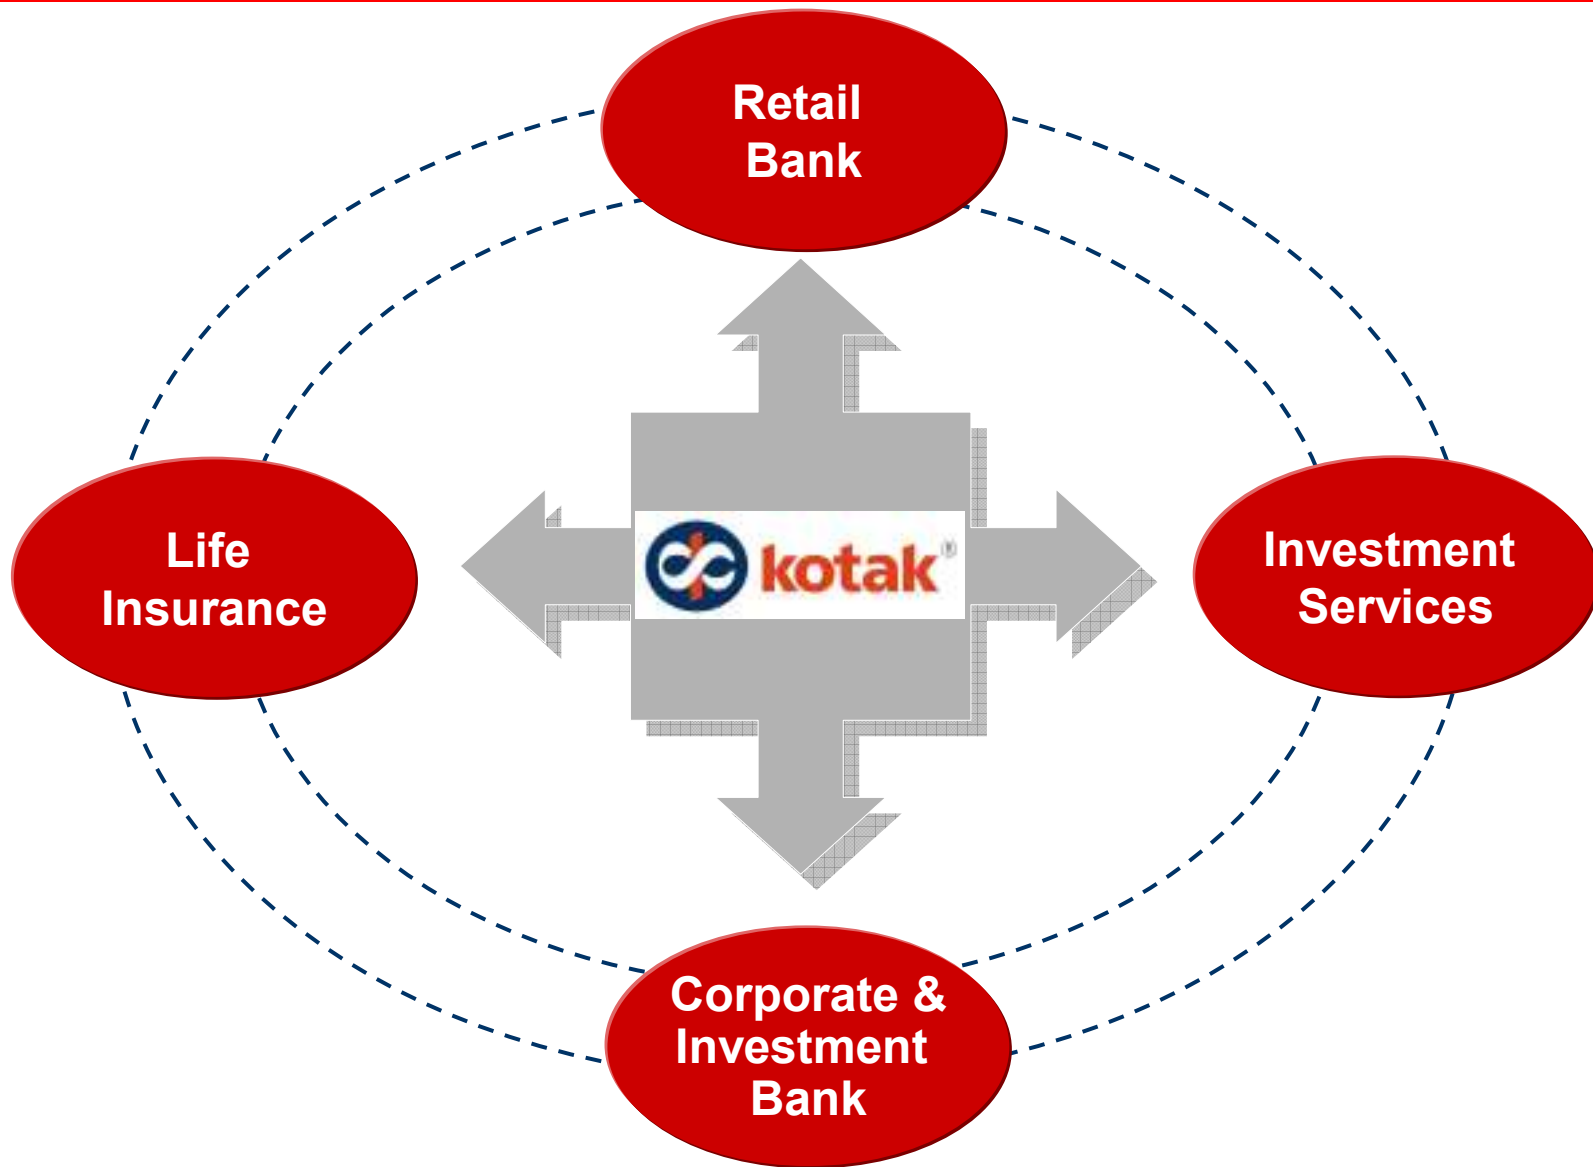 Retail
Bank
Life
Insurance
kotak®
Investment
Services
Corporate &
Investment
Bank